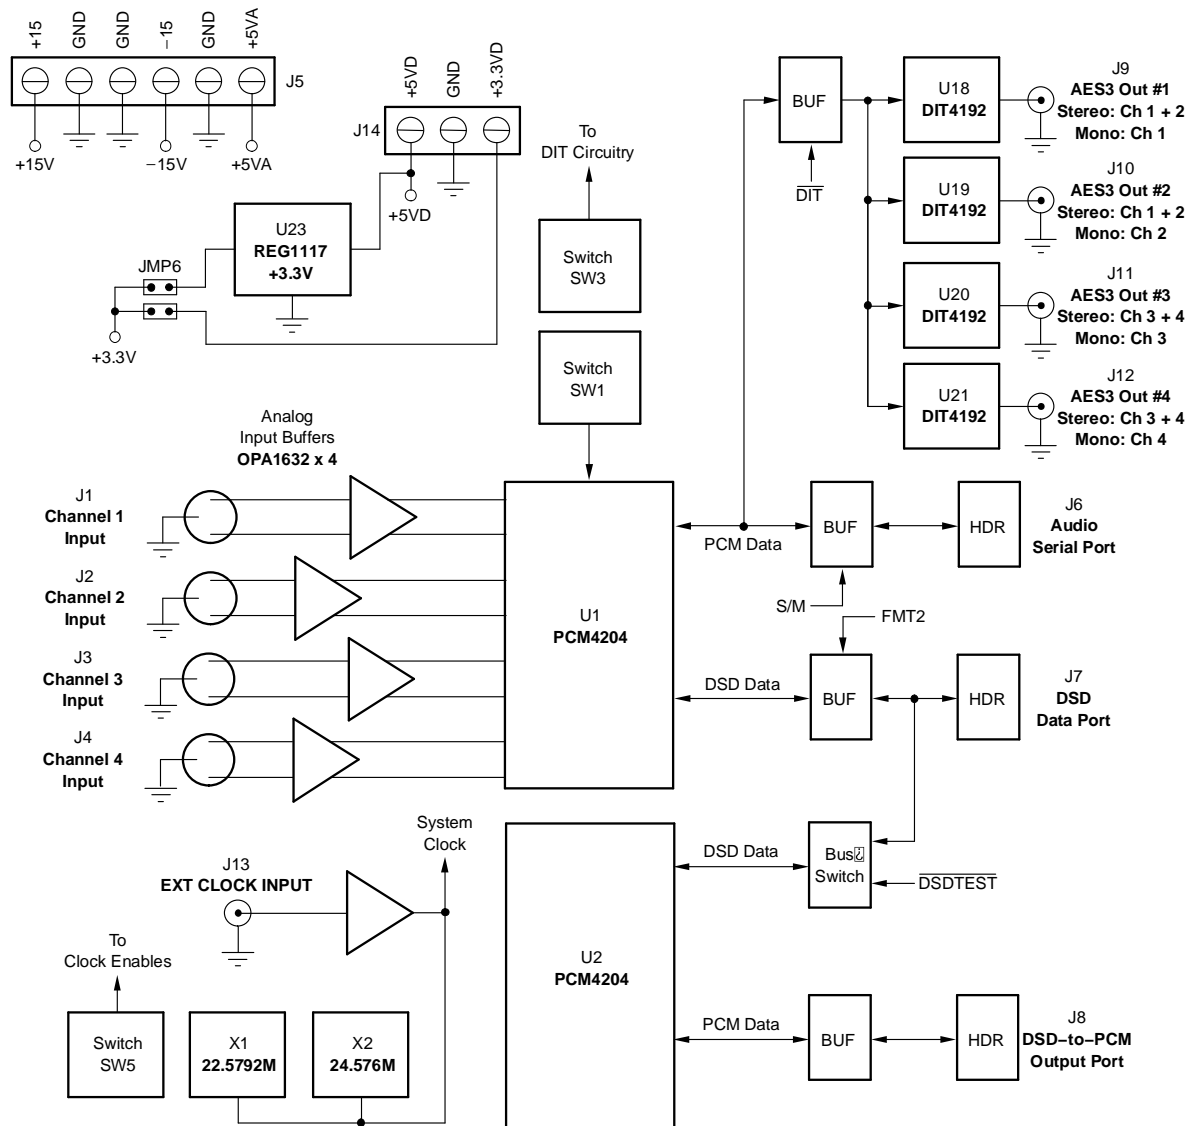 +15
GND
GND
−15
GND
+5VA
J5
+15V
−15V
+5VA
+5VD
GND
+3.3VD
J14
+5VD
U23
REG1117
+3.3V
JMP6
+3.3V
To
DIT Circuitry
Switch
SW3
Switch
SW1
BUF
DIT
U18
DIT4192
J9
AES3 Out #1
Stereo: Ch 1 + 2
Mono: Ch 1
U19
DIT4192
J10
AES3 Out #2
Stereo: Ch 1 + 2
Mono: Ch 2
U20
DIT4192
J11
AES3 Out #3
Stereo: Ch 3 + 4
Mono: Ch 3
U21
DIT4192
J12
AES3 Out #4
Stereo: Ch 3 + 4
Mono: Ch 4
Analog
Input Buffers
OPA1632 x 4
J1
Channel 1
Input
J2
Channel 2
Input
J3
Channel 3
Input
J4
Channel 4
Input
U1
PCM4204
PCM Data
BUF
HDR
J6
Audio
Serial Port
S/M
FMT2
DSD Data
BUF
HDR
J7
DSD
Data Port
System
Clock
J13
EXT CLOCK INPUT
To
Clock Enables
Switch
SW5
X1
22.5792M
X2
24.576M
U2
PCM4204
DSD Data
Bus
Switch
DSDTEST
PCM Data
BUF
HDR
J8
DSD−to−PCM
Output Port